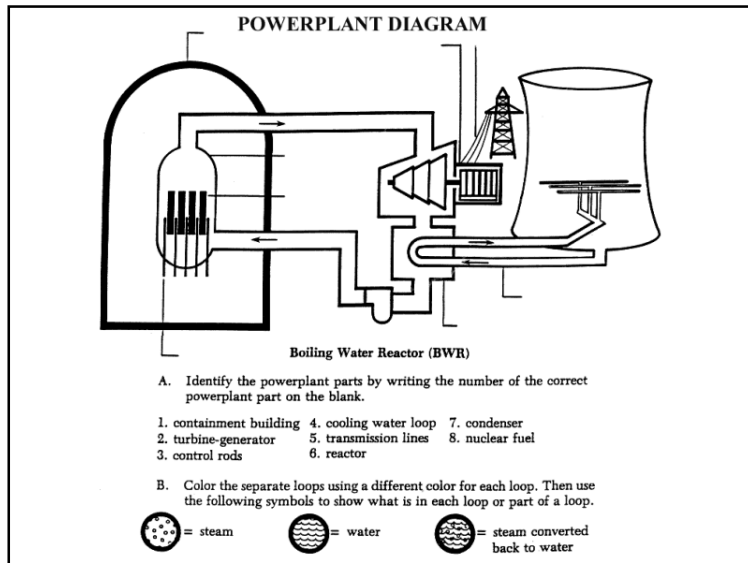 POWERPLANT DIAGRAM
Boiling Water Reactor (BWR)
A. Identify the powerplant parts by writing the number of the correct
powerplant part on the blank.
1. containment building 4. cooling water loop 7. condenser
2. turbine-generator 5. transmission lines 8. nuclear fuel
3. control rods 6. reactor
B. Color the separate loops using a different color for each loop. Then use
the following symbols to show what is in each loop or part of a loop.
= steam = water = steam converted
back to water